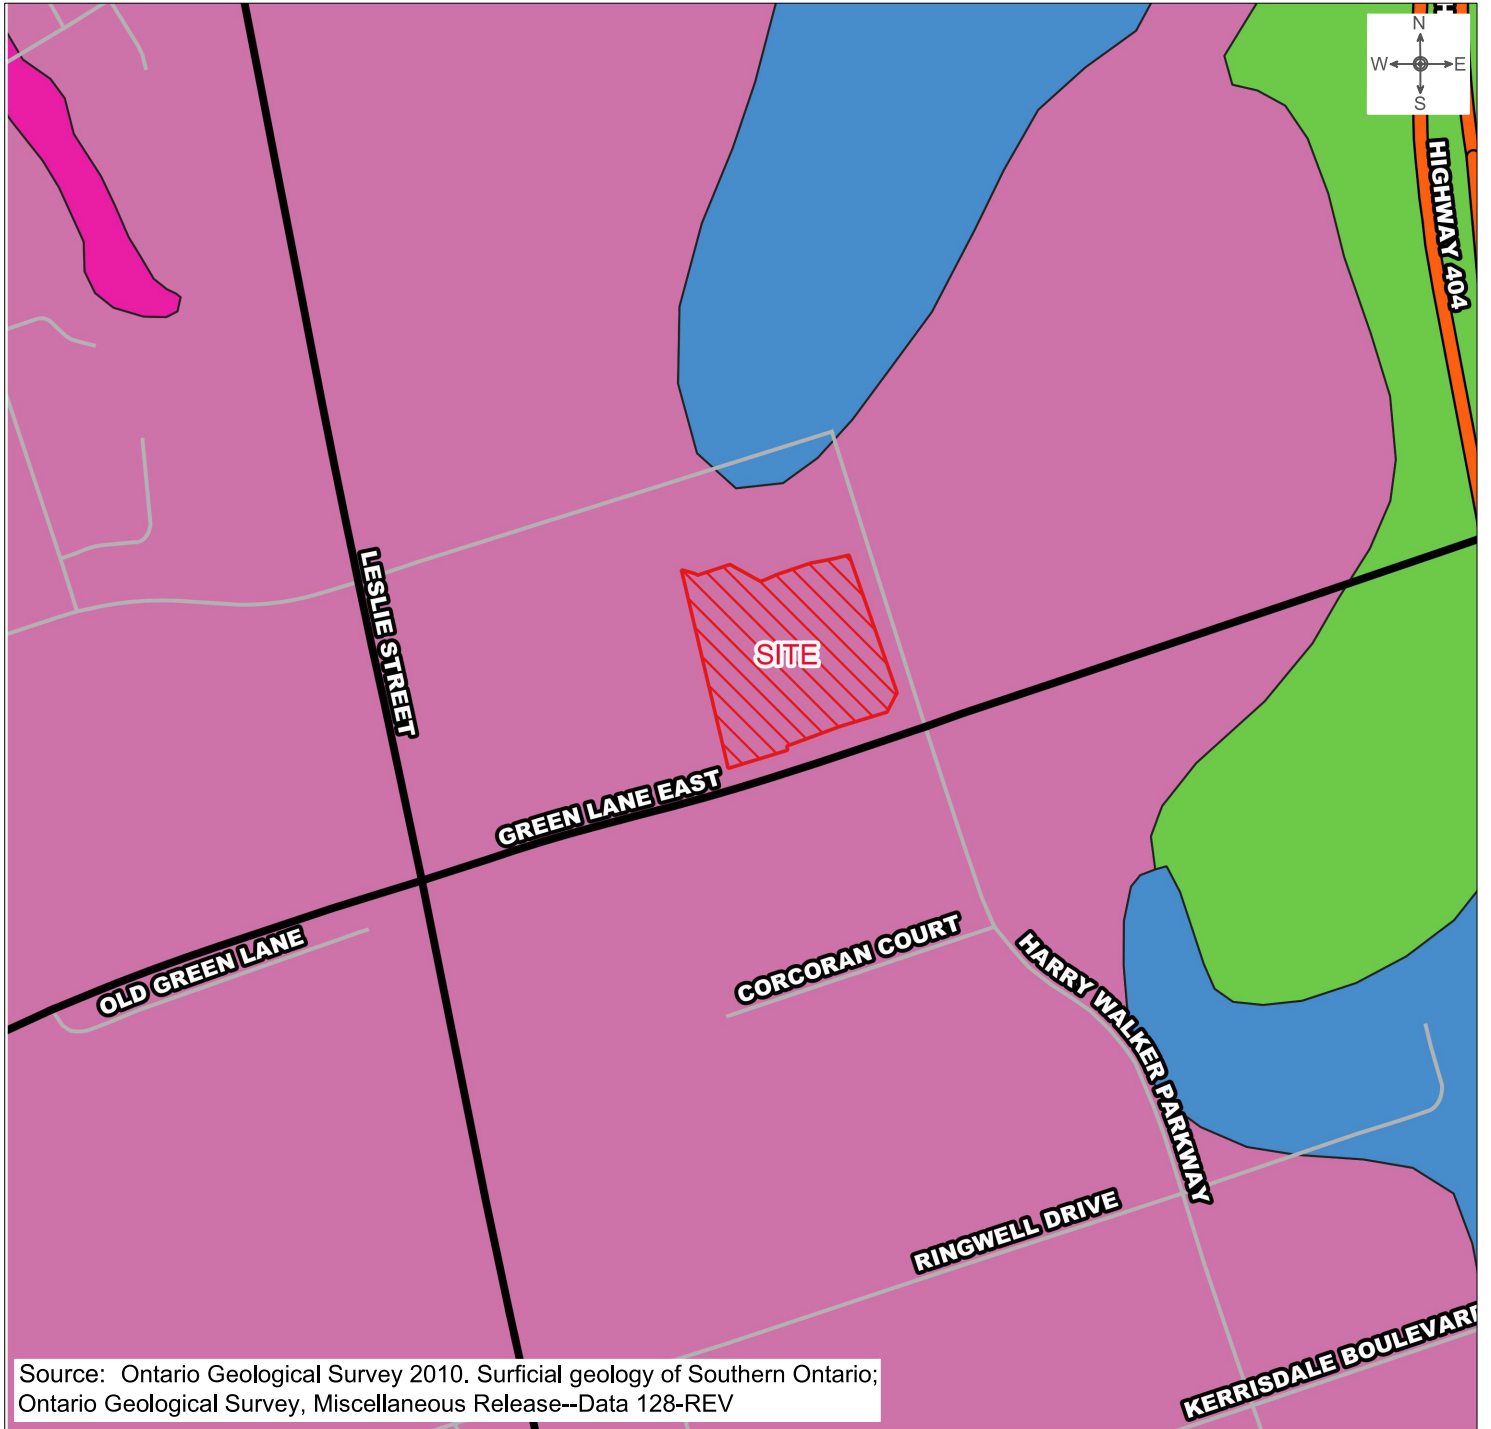 H
N
W E
S
HIGHWAY 404
LESLIE STREET
SITE
GREEN LANE EAST
OLD GREEN LANE
CORCORAN COURT
HARRY WALKER PARKWAY
RINGWELL DRIVE
KERRISDALE BOULEVARD
Source: Ontario Geological Survey 2010. Surficial geology of Southern Ontario;
Ontario Geological Survey, Miscellaneous Release--Data 128-REV